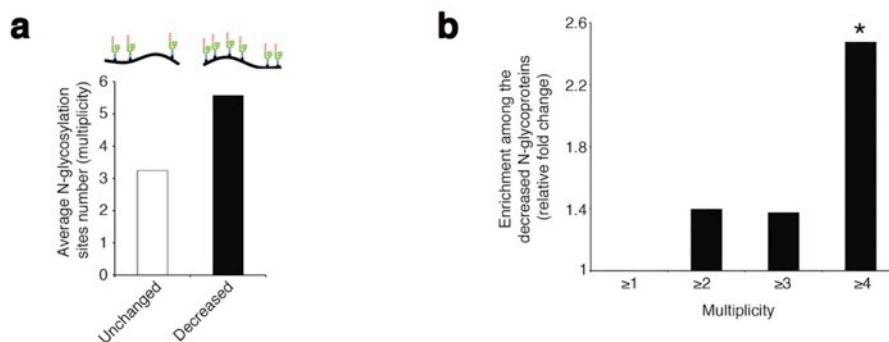 a
Average N-glycosylation
sites number (multiplicity)
6
5
4
3
2
1
0
Unchanged
Decreased
b
Enrichment among the
decreased N-glycoproteins
(relative fold change)
2.6
2.2
1.8
1.4
1
*
≥1 ≥2 ≥3 ≥4
Multiplicity